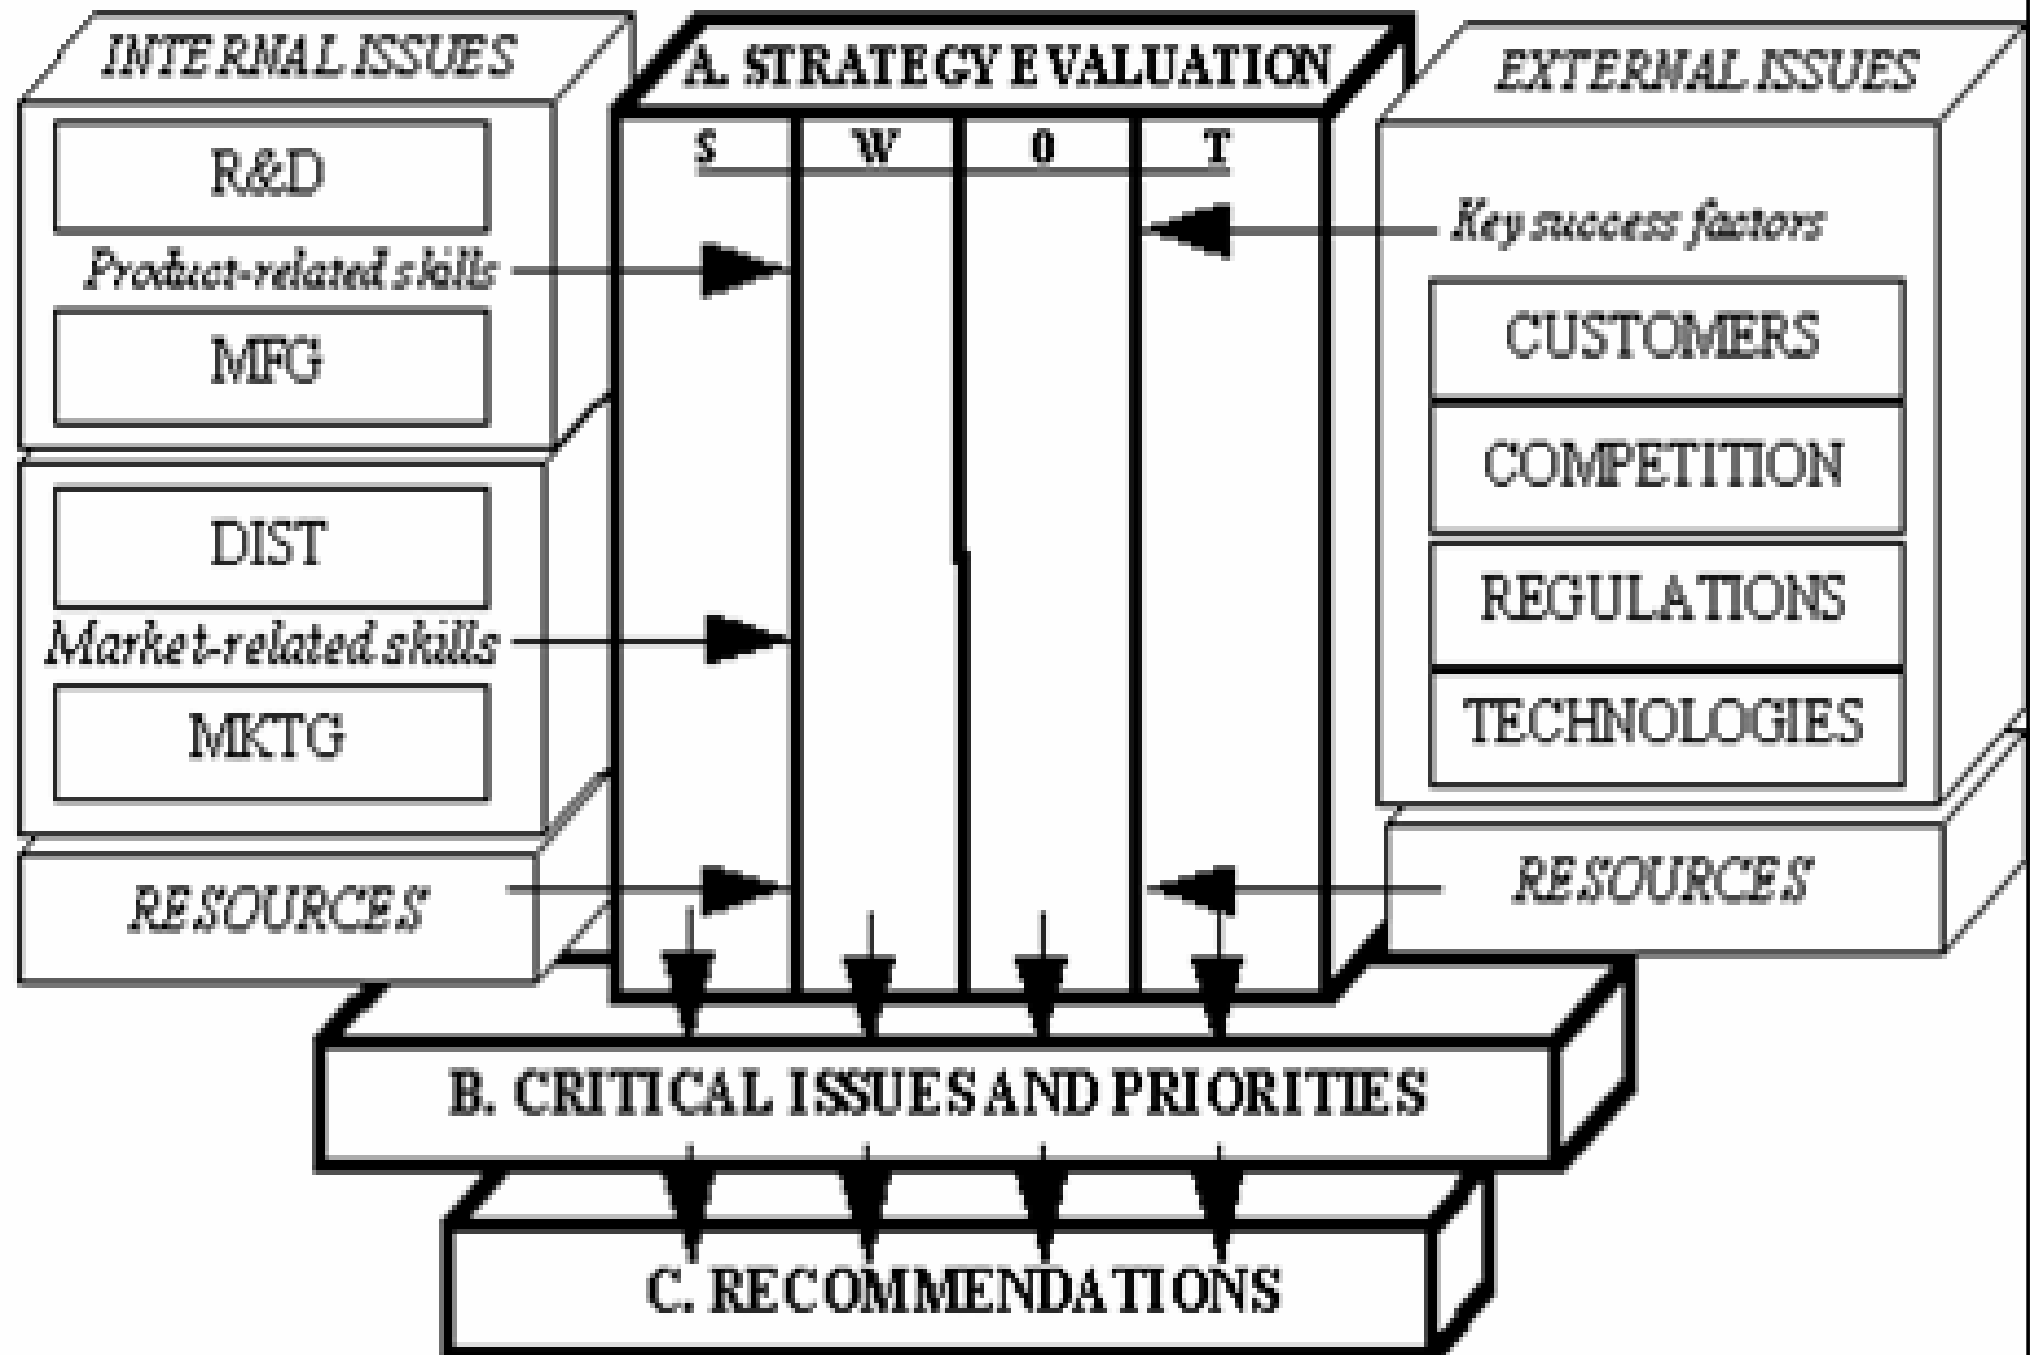 INTERNAL ISSUES
R&D
Product-related skills
MFG
DIST
Market-related skills
MKTG
RESOURCES
A. STRATEGY EVALUATION
S W O T
EXTERNAL ISSUES
Key success factors
CUSTOMERS
COMPETITION
REGULATIONS
TECHNOLOGIES
RESOURCES
B. CRITICAL ISSUES AND PRIORITIES
C. RECOMMENDATIONS